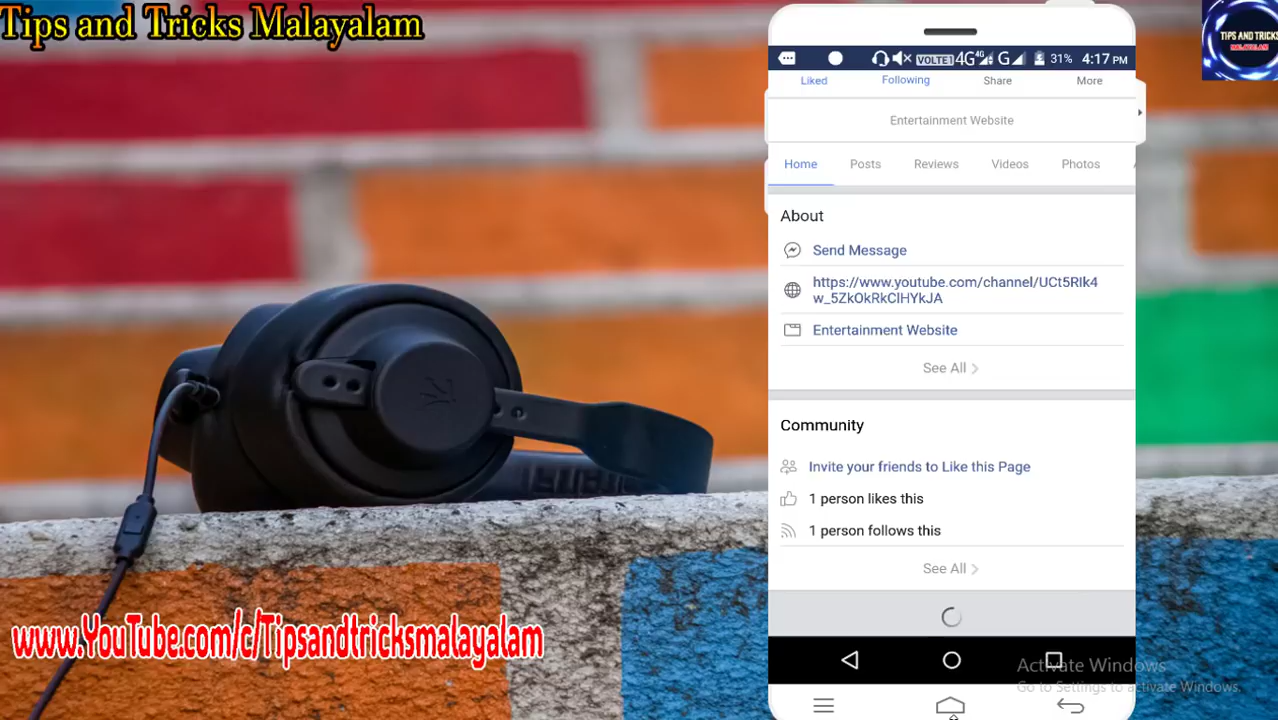 Tips and Tricks Malayalam
TIPS AND TRICKS
MALAYALAM
VOLTE1 4G 4G G 31% 4:17 PM
Liked Following Share More
Entertainment Website
Home Posts Reviews Videos Photos
About
Send Message
https://www.youtube.com/channel/UCt5RIk4
w_5ZkOkRkClHYkJA
Entertainment Website
See All
Community
Invite your friends to Like this Page
1 person likes this
1 person follows this
See All
www.YouTube.com/c/Tipsandtricksmalayalam
Activate Windows
Go to Settings to activate Windows.